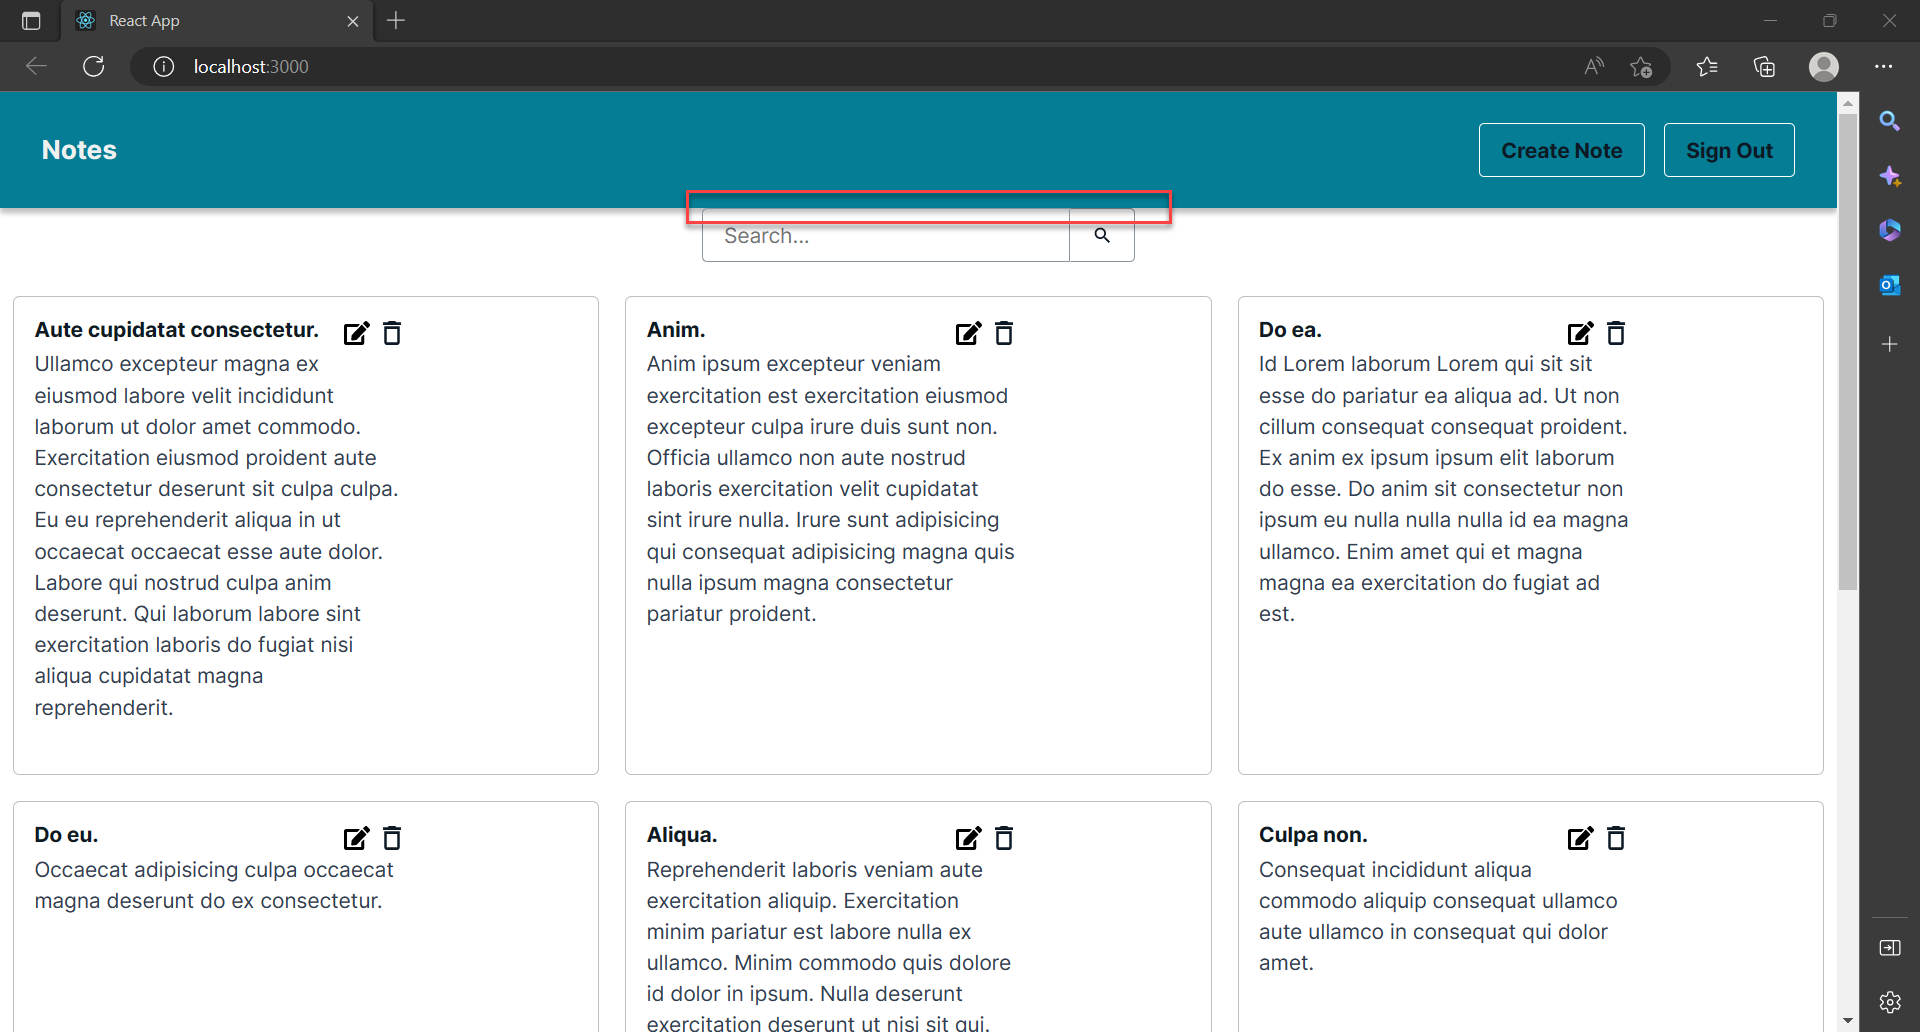 React App
localhost:3000
Notes
Create Note
Sign Out
Search...
Aute cupidatat consectetur.
Ullamco excepteur magna ex
eiusmod labore velit incididunt
laborum ut dolor amet commodo.
Exercitation eiusmod proident aute
consectetur deserunt sit culpa culpa.
Eu eu reprehenderit aliqua in ut
occaecat occaecat esse aute dolor.
Labore qui nostrud culpa anim
deserunt. Qui laborum labore sint
exercitation laboris do fugiat nisi
aliqua cupidatat magna
reprehenderit.
Anim.
Anim ipsum excepteur veniam
exercitation est exercitation eiusmod
excepteur culpa irure duis sunt non.
Officia ullamco non aute nostrud
laboris exercitation velit cupidatat
sint irure nulla. Irure sunt adipisicing
qui consequat adipisicing magna quis
nulla ipsum magna consectetur
pariatur proident.
Do ea.
Id Lorem laborum Lorem qui sit sit
esse do pariatur ea aliqua ad. Ut non
cillum consequat consequat proident.
Ex anim ex ipsum ipsum elit laborum
do esse. Do anim sit consectetur non
ipsum eu nulla nulla nulla id ea magna
ullamco. Enim amet qui et magna
magna ea exercitation do fugiat ad
est.
Do eu.
Occaecat adipisicing culpa occaecat
magna deserunt do ex consectetur.
Aliqua.
Reprehenderit laboris veniam aute
exercitation aliquip. Exercitation
minim pariatur est labore nulla ex
ullamco. Minim commodo quis dolore
id dolor in ipsum. Nulla deserunt
exercitation deserunt ut nisi sit qui.
Culpa non.
Consequat incididunt aliqua
commodo aliquip consequat ullamco
aute ullamco in consequat qui dolor
amet.